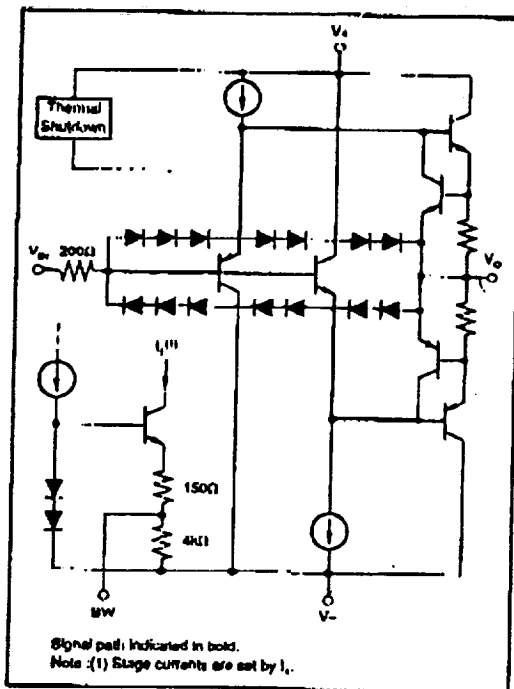 V+
Thermal
Shutdown
VIN
200Ω
VO
I1(1)
150Ω
4kΩ
BW
V–
Signal path indicated in bold.
Note :(1) Stage currents are set by I1.